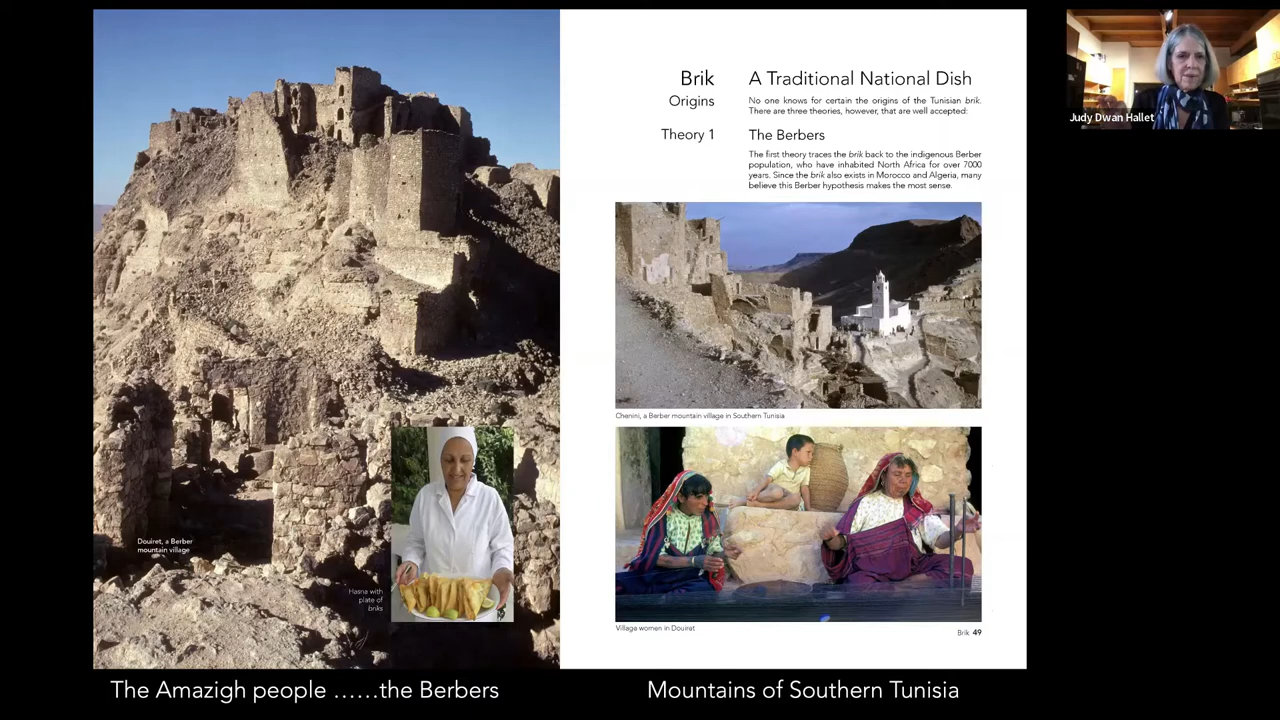 Brik
Origins
A Traditional National Dish
No one knows for certain the origins of the Tunisian brik.
There are three theories, however, that are well accepted:
Theory 1
The Berbers
The first theory traces the brik back to the indigenous Berber
population, who have inhabited North Africa for over 7000
years. Since the brik also exists in Morocco and Algeria, many
believe this Berber hypothesis makes the most sense.
Chenini, a Berber mountain village in Southern Tunisia
Douiret, a Berber
mountain village
Hasna with
plate of
briks
Village women in Douiret
Brik 49
The Amazigh people ......the Berbers
Mountains of Southern Tunisia
Judy Dwan Hallet